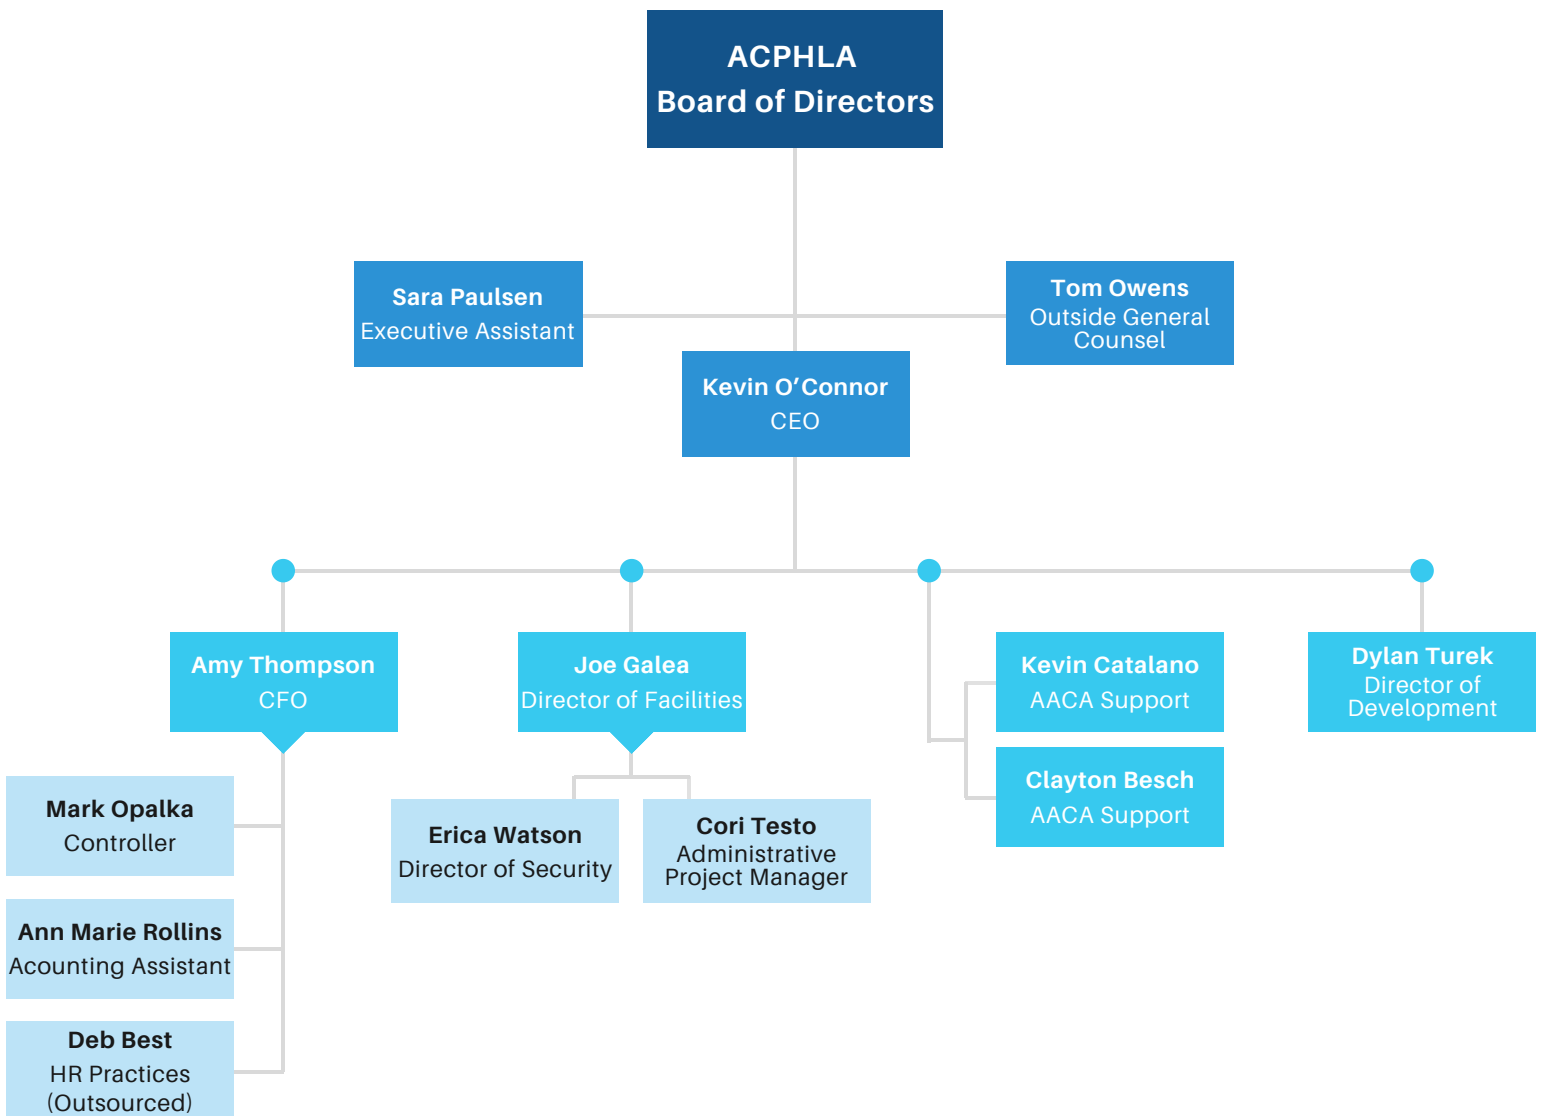 ACPHLA
Board of Directors
Sara Paulsen
Executive Assistant
Tom Owens
Outside General
Counsel
Kevin O’Connor
CEO
Amy Thompson
CFO
Joe Galea
Director of Facilities
Kevin Catalano
AACA Support
Dylan Turek
Director of
Development
Clayton Besch
AACA Support
Mark Opalka
Controller
Erica Watson
Director of Security
Cori Testo
Administrative
Project Manager
Ann Marie Rollins
Acounting Assistant
Deb Best
HR Practices
(Outsourced)